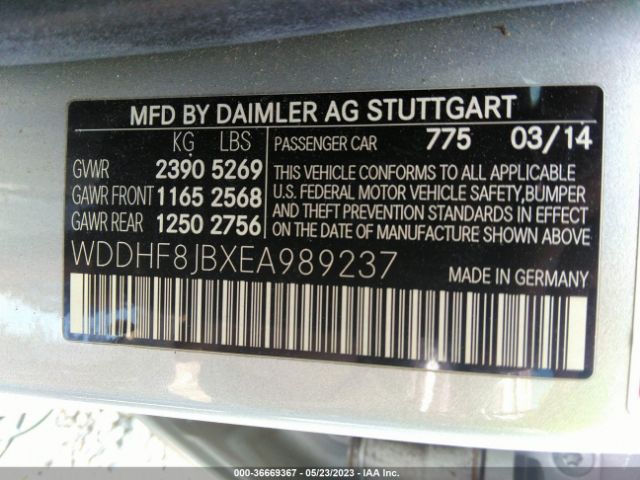 MFD BY DAIMLER AG STUTTGART
KG LBS PASSENGER CAR 775 03/14
GVWR 2390 5269 THIS VEHICLE CONFORMS TO ALL APPLICABLE
GAWR FRONT 1165 2568 U.S. FEDERAL MOTOR VEHICLE SAFETY, BUMPER
GAWR REAR 1250 2756 AND THEFT PREVENTION STANDARDS IN EFFECT
ON THE DATE OF MANUFACTURE SHOWN ABOVE
WDDHF8JBXEA989237 MADE IN GERMANY
000-36669367 - 05/23/2023 - IAA Inc.